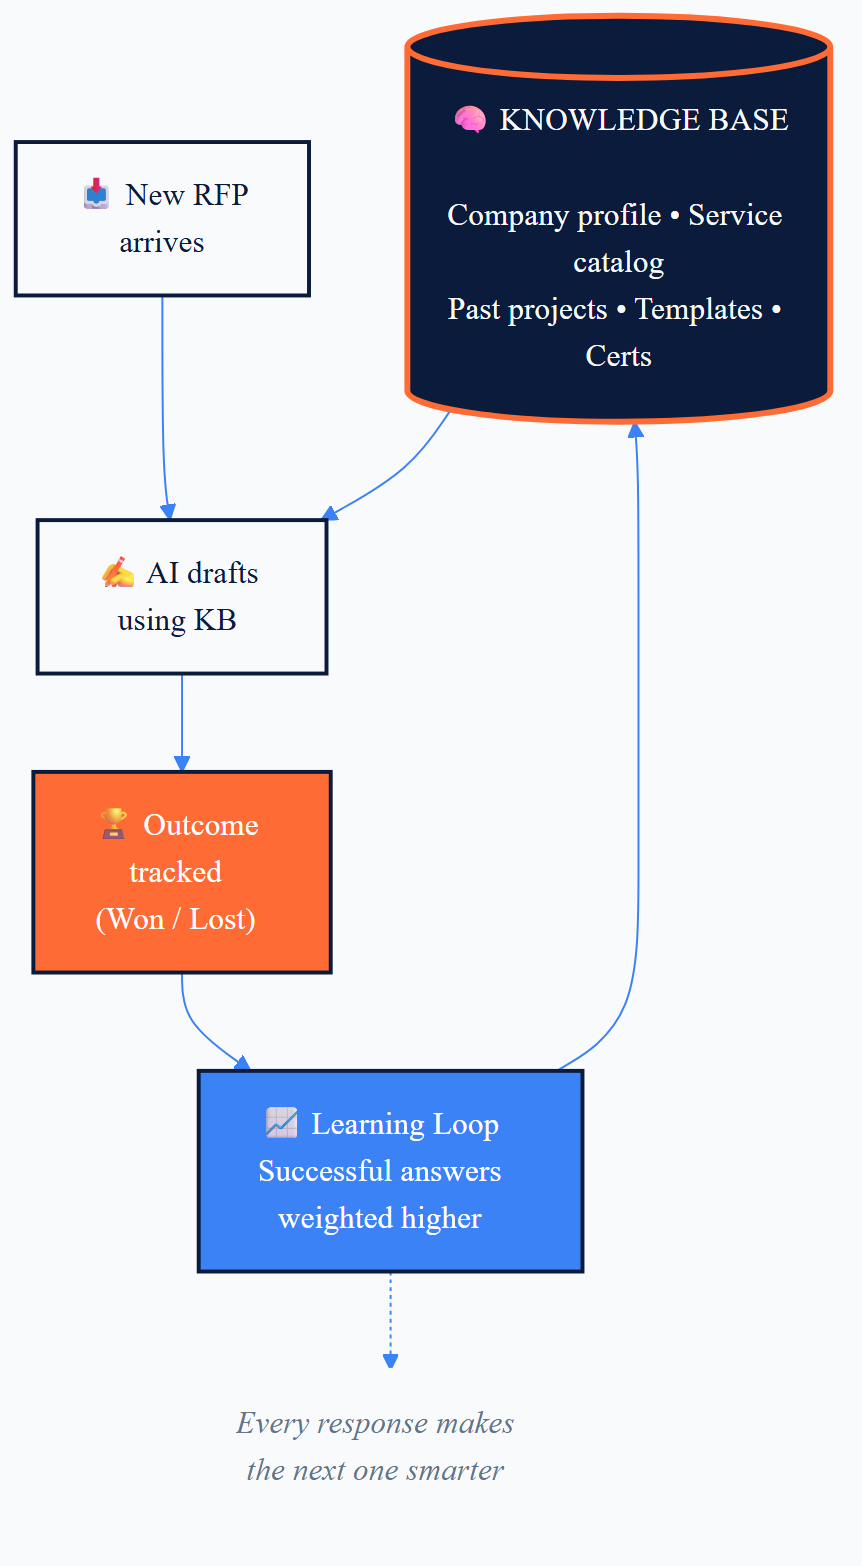 🧠 KNOWLEDGE BASE
Company profile • Service
catalog
Past projects • Templates •
Certs
📥 New RFP
arrives
✍️ AI drafts
using KB
🏆 Outcome
tracked
(Won / Lost)
📈 Learning Loop
Successful answers
weighted higher
Every response makes
the next one smarter